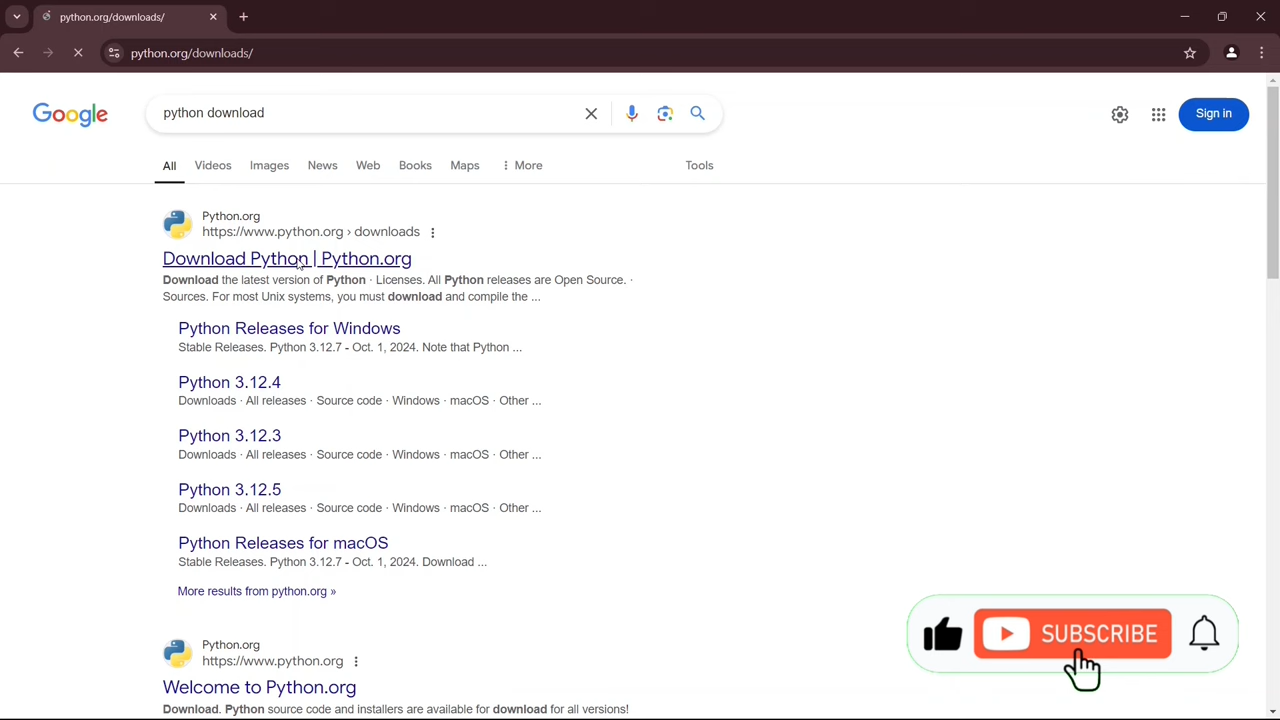 python.org/downloads/
python.org/downloads/
Google
python download
Sign in
All
Videos
Images
News
Web
Books
Maps
More
Tools
Python.org
https://www.python.org › downloads
Download Python | Python.org
Download the latest version of Python · Licenses. All Python releases are Open Source. ·
Sources. For most Unix systems, you must download and compile the ...
Python Releases for Windows
Stable Releases. Python 3.12.7 - Oct. 1, 2024. Note that Python ...
Python 3.12.4
Downloads · All releases · Source code · Windows · macOS · Other ...
Python 3.12.3
Downloads · All releases · Source code · Windows · macOS · Other ...
Python 3.12.5
Downloads · All releases · Source code · Windows · macOS · Other ...
Python Releases for macOS
Stable Releases. Python 3.12.7 - Oct. 1, 2024. Download ...
More results from python.org »
SUBSCRIBE
Python.org
https://www.python.org
Welcome to Python.org
Download. Python source code and installers are available for download for all versions!